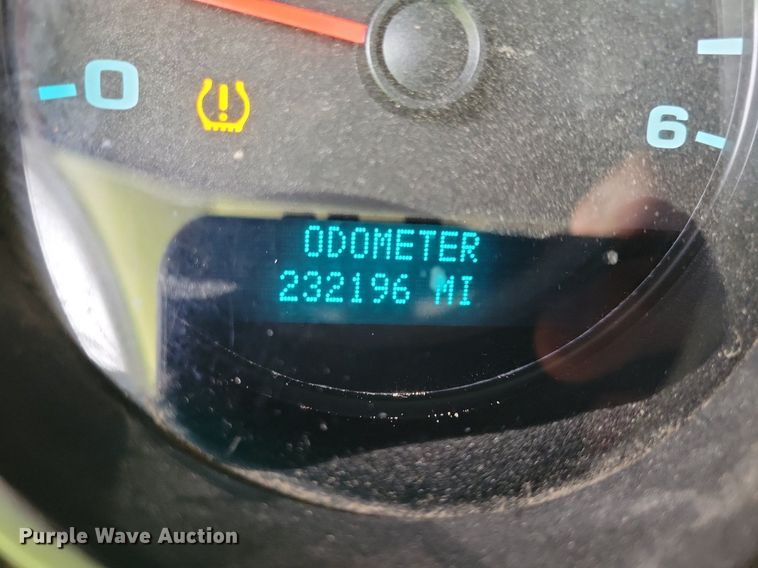 0
6
ODOMETER
232196 MI
Purple Wave Auction